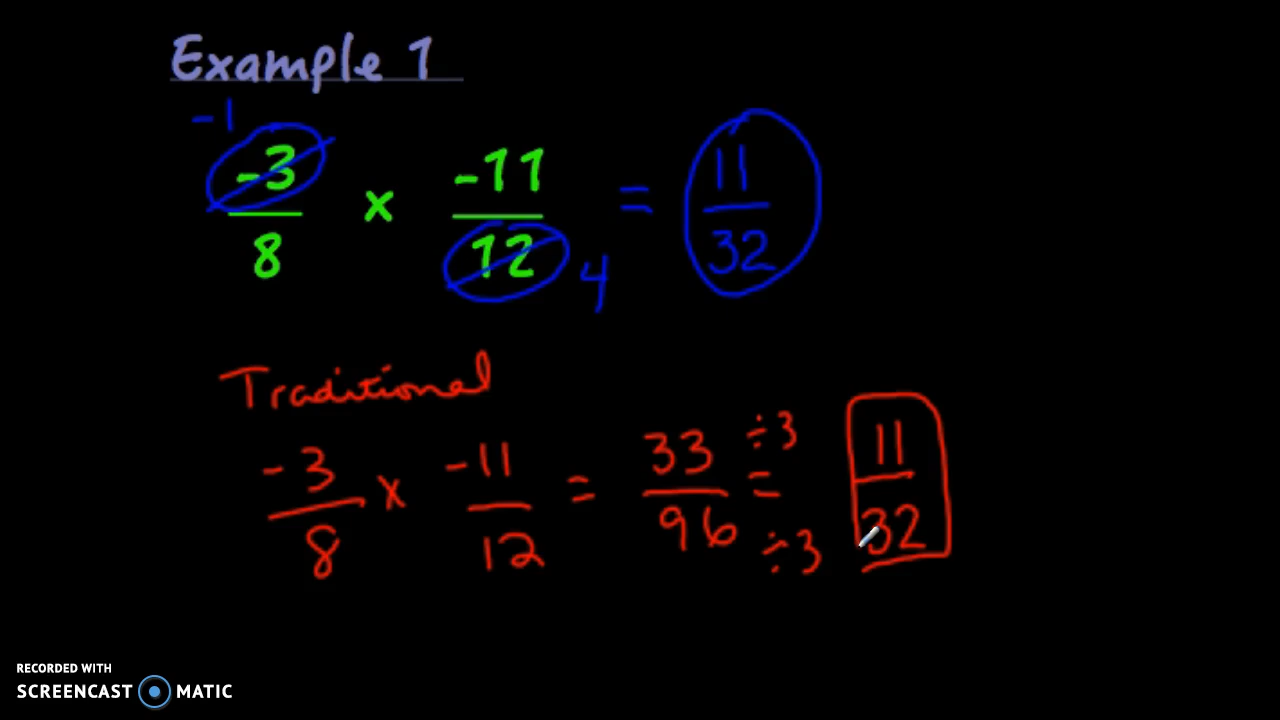 Example 1
-1
-3/8 x -11/12 = 11/32
4
Traditional
-3/8 x -11/12 = 33/96 ÷3/÷3 = 11/32
RECORDED WITH
SCREENCAST MATIC